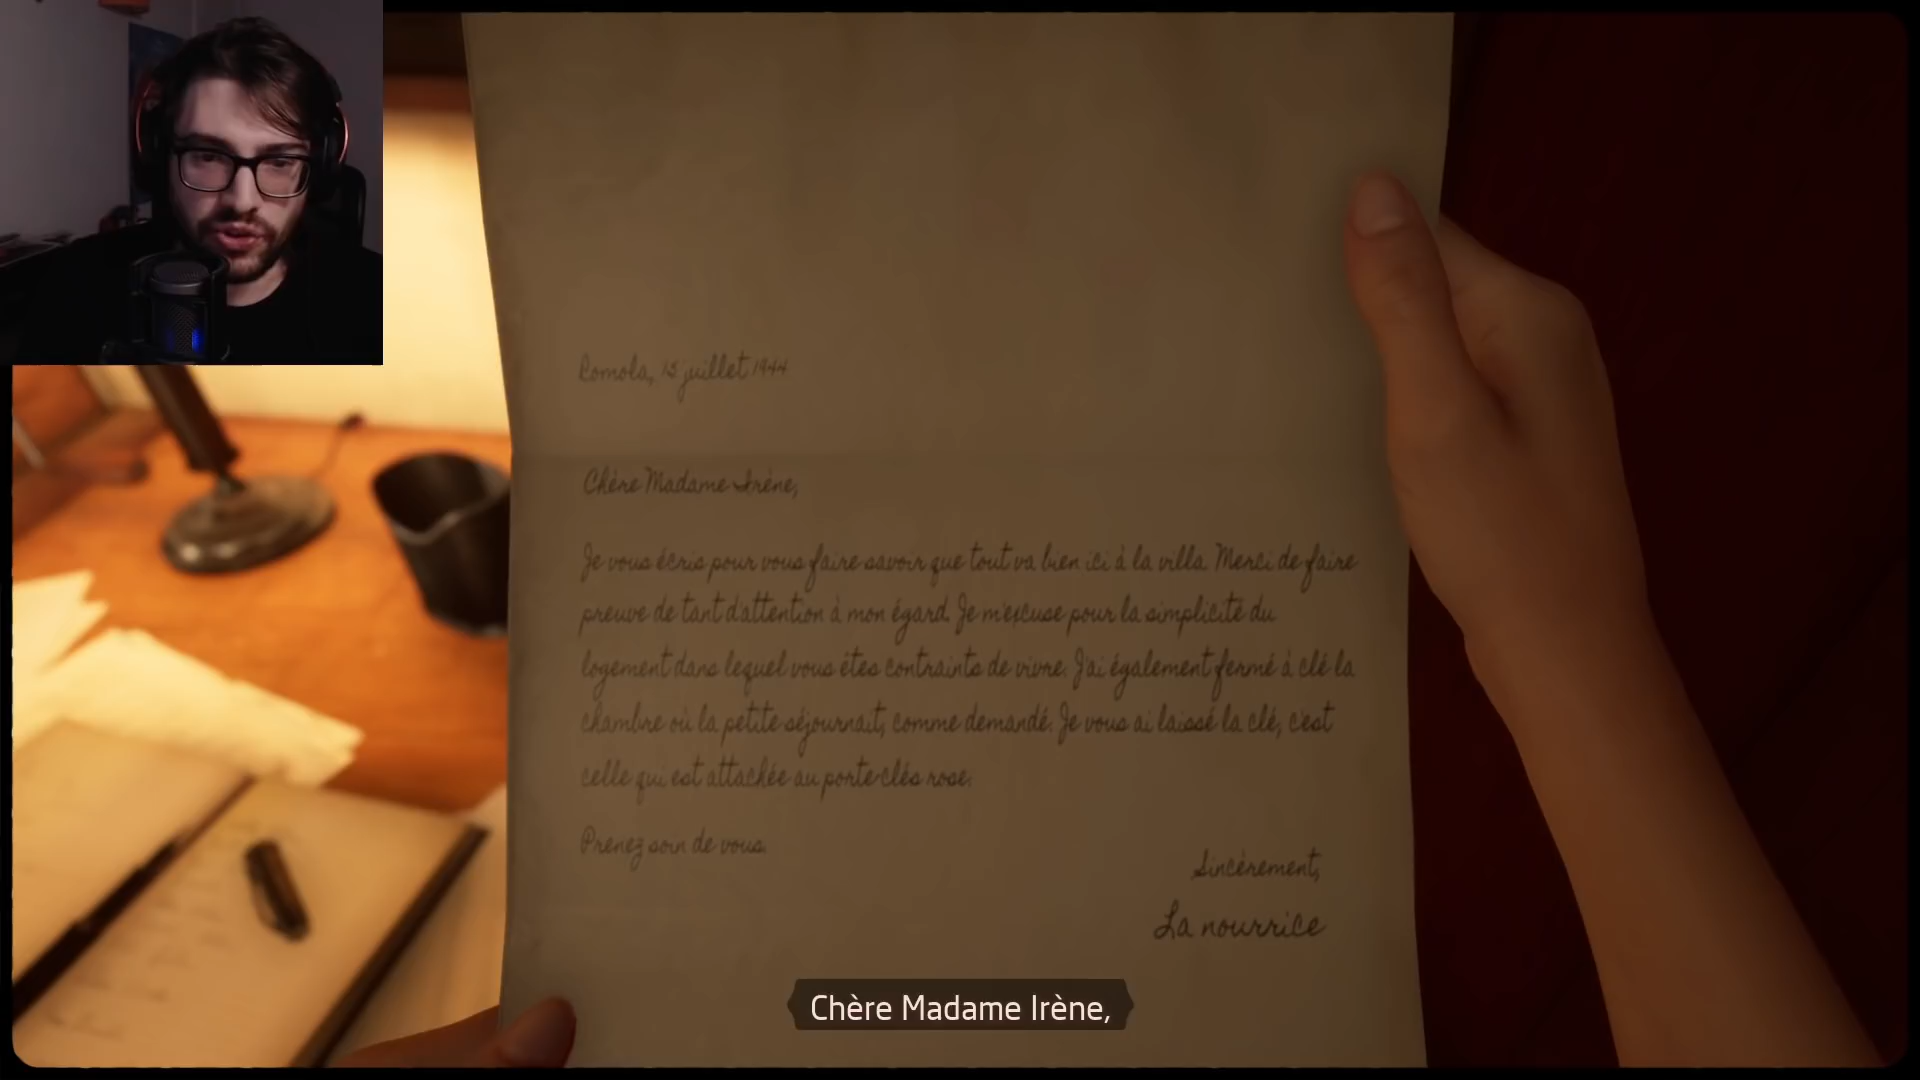 Romola, 15 juillet 1944
Chère Madame Irène,
Je vous écris pour vous faire savoir que tout va bien ici à la villa. Merci de faire
preuve de tant d'attention à mon égard. Je m'excuse pour la simplicité du
logement dans lequel vous êtes contraints de vivre. J'ai également fermé à clé la
chambre où la petite séjournait, comme demandé. Je vous ai laissé la clé, c'est
celle qui est attachée au porte-clés rose.
Prenez soin de vous.
Sincèrement,
La nourrice
Chère Madame Irène,